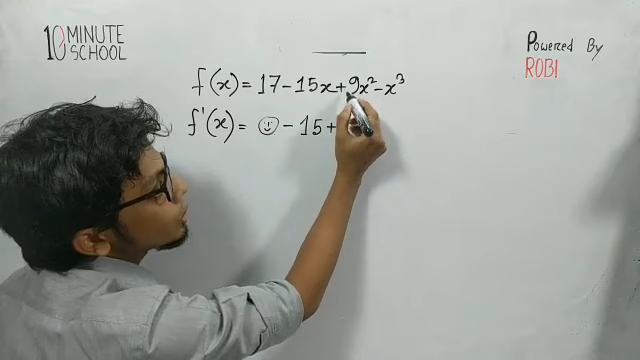 10 MINUTE
SCHOOL
Powered By
ROBI
f(x) = 17 - 15x + 9x² - x³
f'(x) = ☺ - 15 +